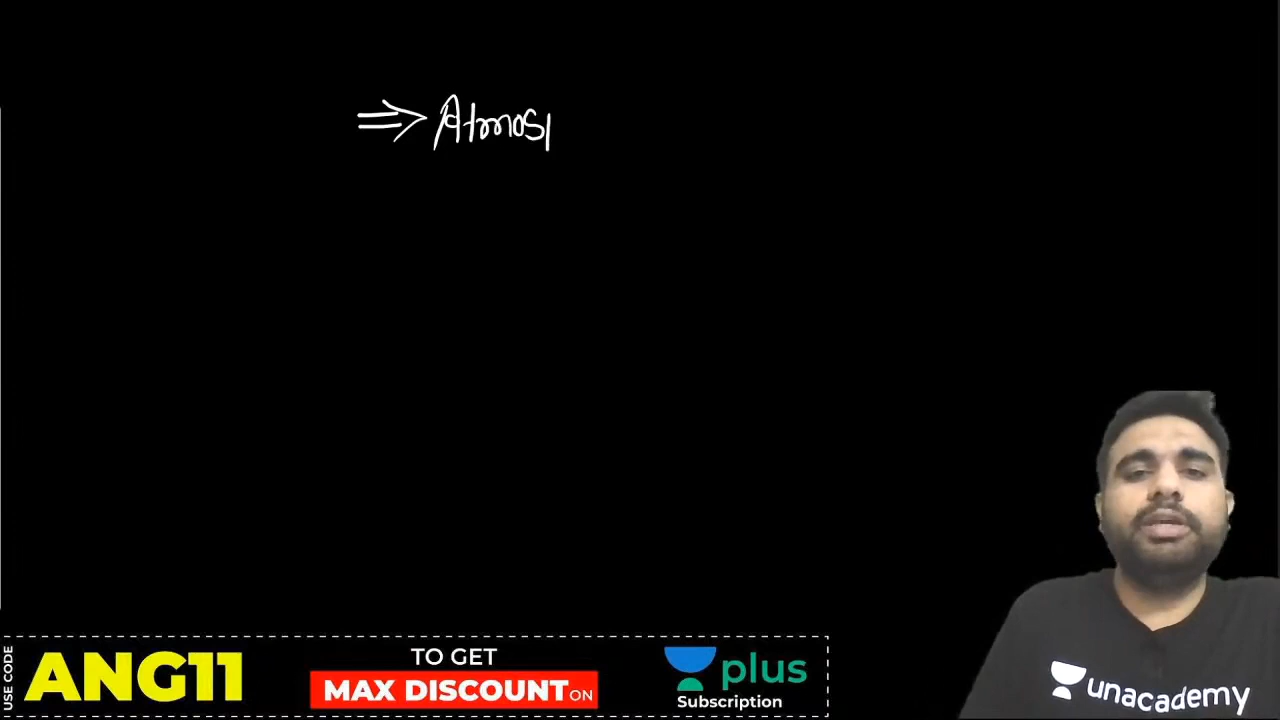 ⇒ Atmos
USE CODE
ANG11
TO GET
MAX DISCOUNT ON
plus
Subscription
unacademy